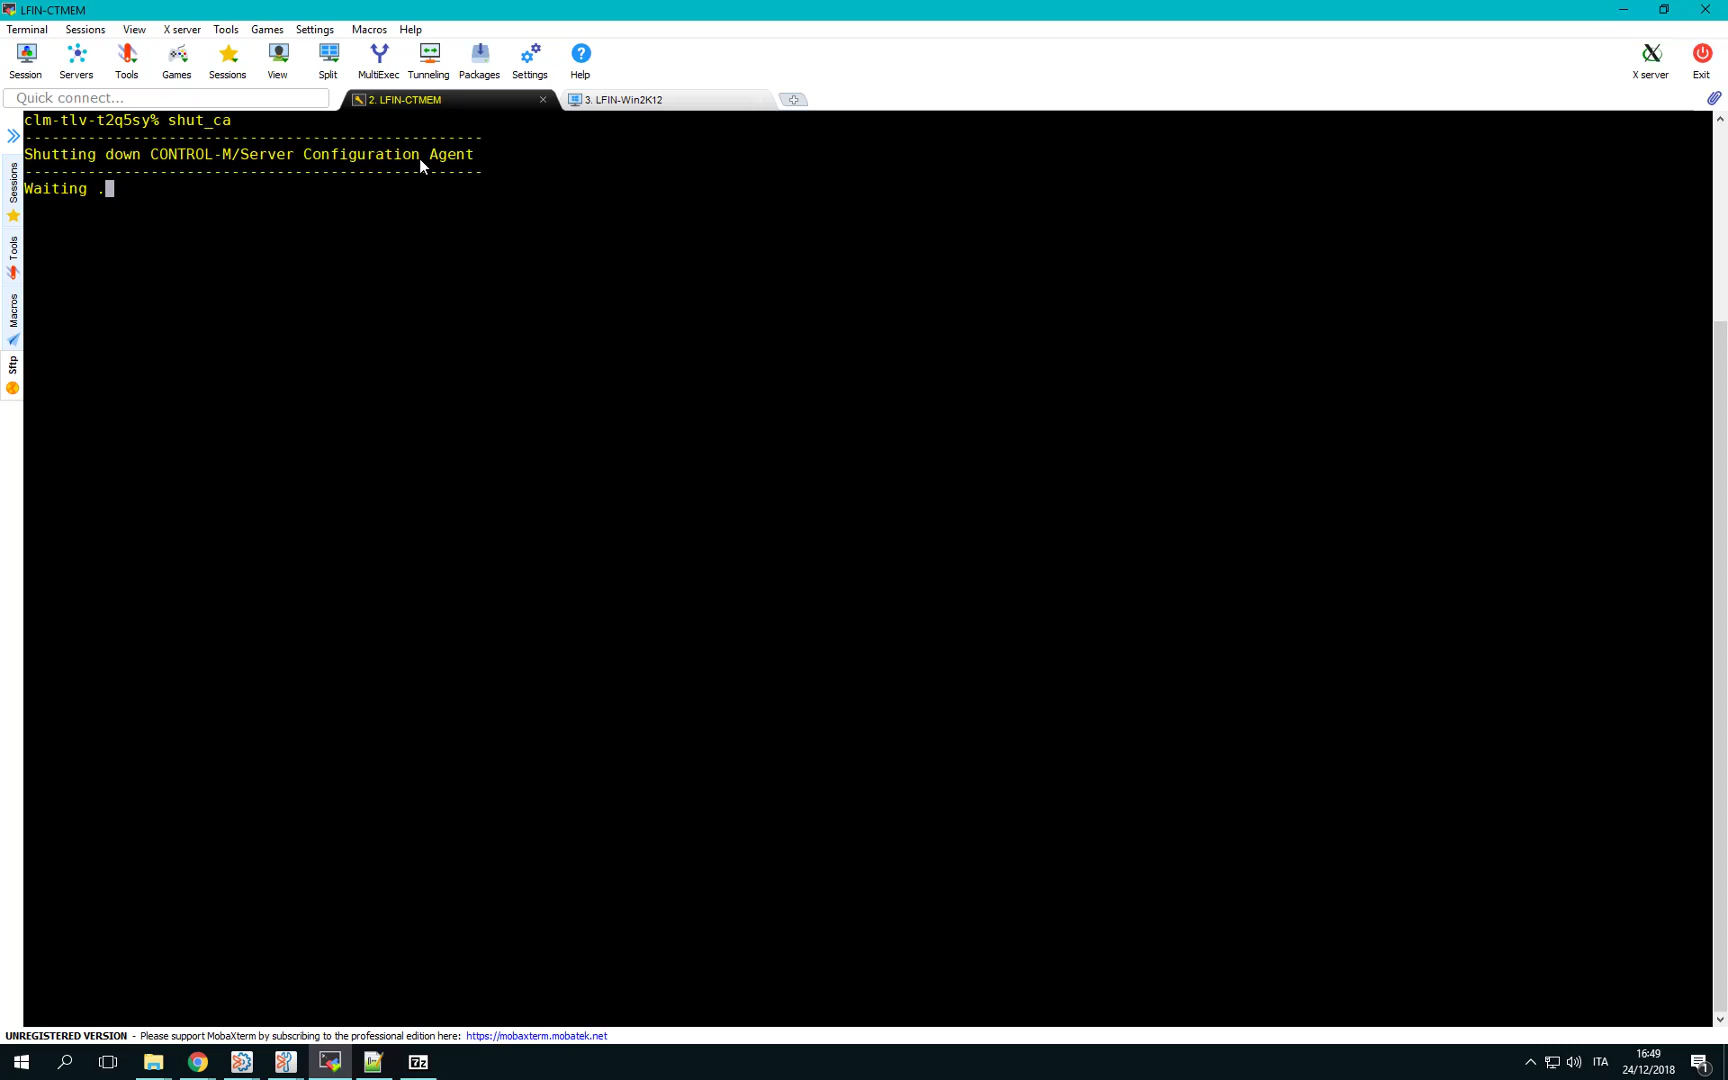 LFIN-CTMEM
Terminal Sessions View X server Tools Games Settings Macros Help
Session Servers Tools Games Sessions View Split MultiExec Tunneling Packages Settings Help X server Exit
Quick connect... 2. LFIN-CTMEM 3. LFIN-Win2K12
clm-tlv-t2q5sy% shut_ca
---------------------------------------------------
Shutting down CONTROL-M/Server Configuration Agent
---------------------------------------------------
Waiting .
Sessions
Tools
Macros
Sftp
UNREGISTERED VERSION - Please support MobaXterm by subscribing to the professional edition here: https://mobaxterm.mobatek.net
ITA
16:49
24/12/2018
1